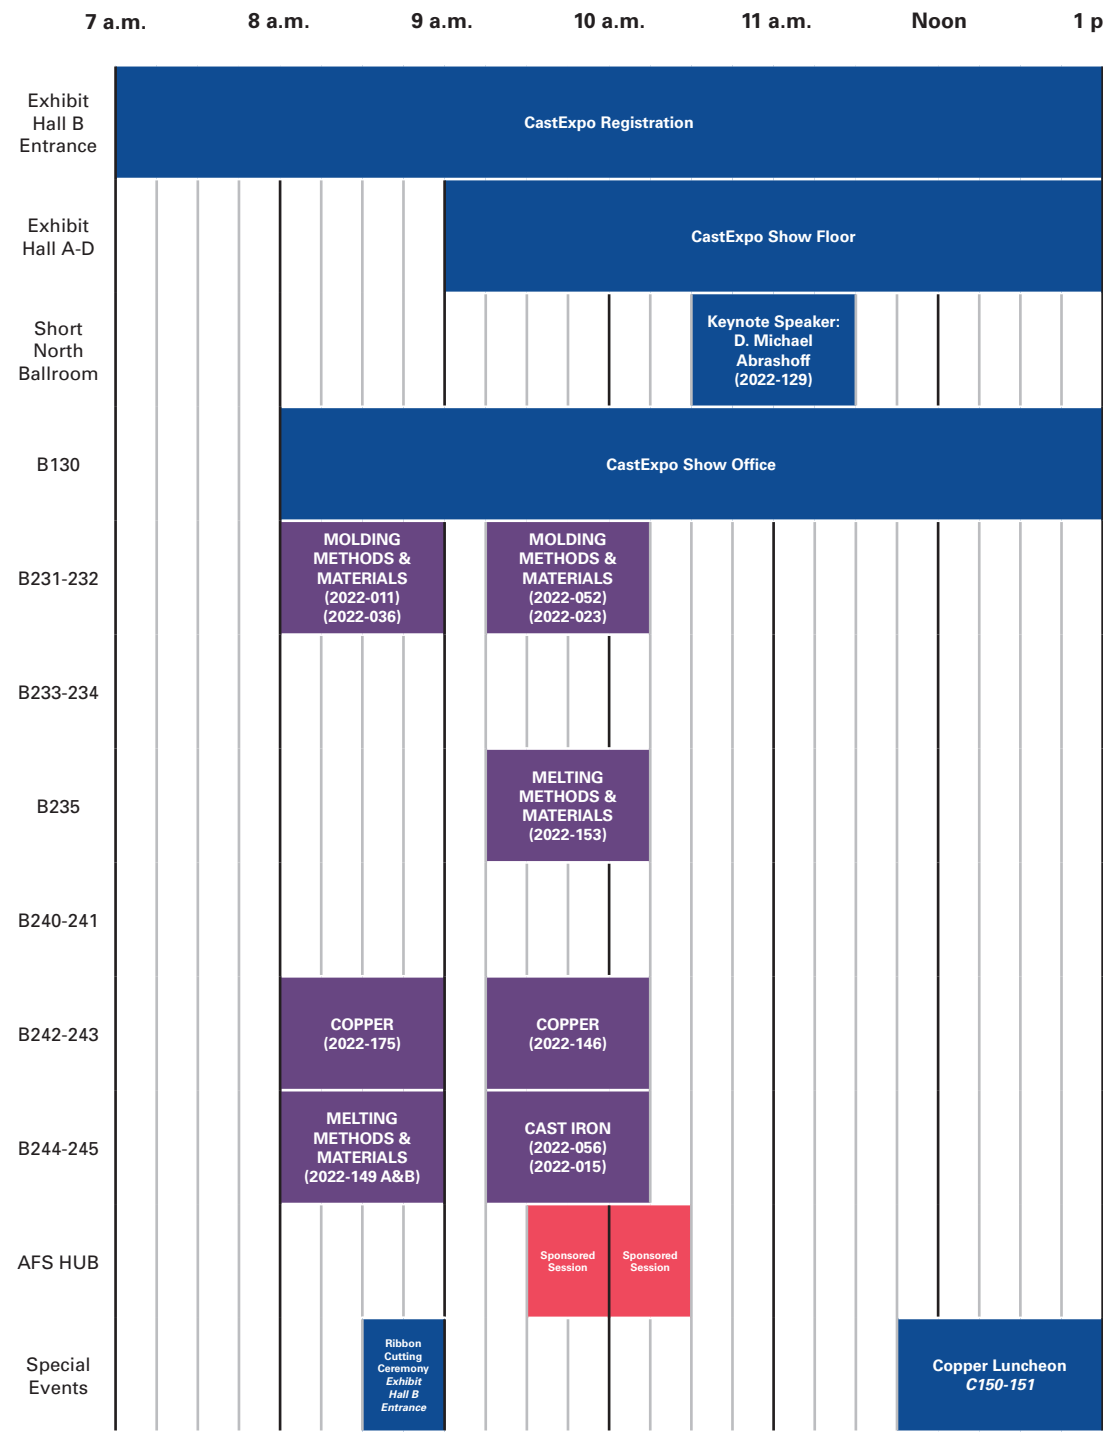 7 a.m. 8 a.m. 9 a.m. 10 a.m. 11 a.m. Noon 1 p
Exhibit
Hall B
Entrance
CastExpo Registration
Exhibit
Hall A-D
CastExpo Show Floor
Short
North
Ballroom
Keynote Speaker:
D. Michael
Abrashoff
(2022-129)
B130
CastExpo Show Office
B231-232
MOLDING
METHODS &
MATERIALS
(2022-011)
(2022-036)
MOLDING
METHODS &
MATERIALS
(2022-052)
(2022-023)
B233-234
B235
MELTING
METHODS &
MATERIALS
(2022-153)
B240-241
B242-243
COPPER
(2022-175)
COPPER
(2022-146)
B244-245
MELTING
METHODS &
MATERIALS
(2022-149 A&B)
CAST IRON
(2022-056)
(2022-015)
AFS HUB
Sponsored
Session
Sponsored
Session
Special
Events
Ribbon
Cutting
Ceremony
Exhibit
Hall B
Entrance
Copper Luncheon
C150-151